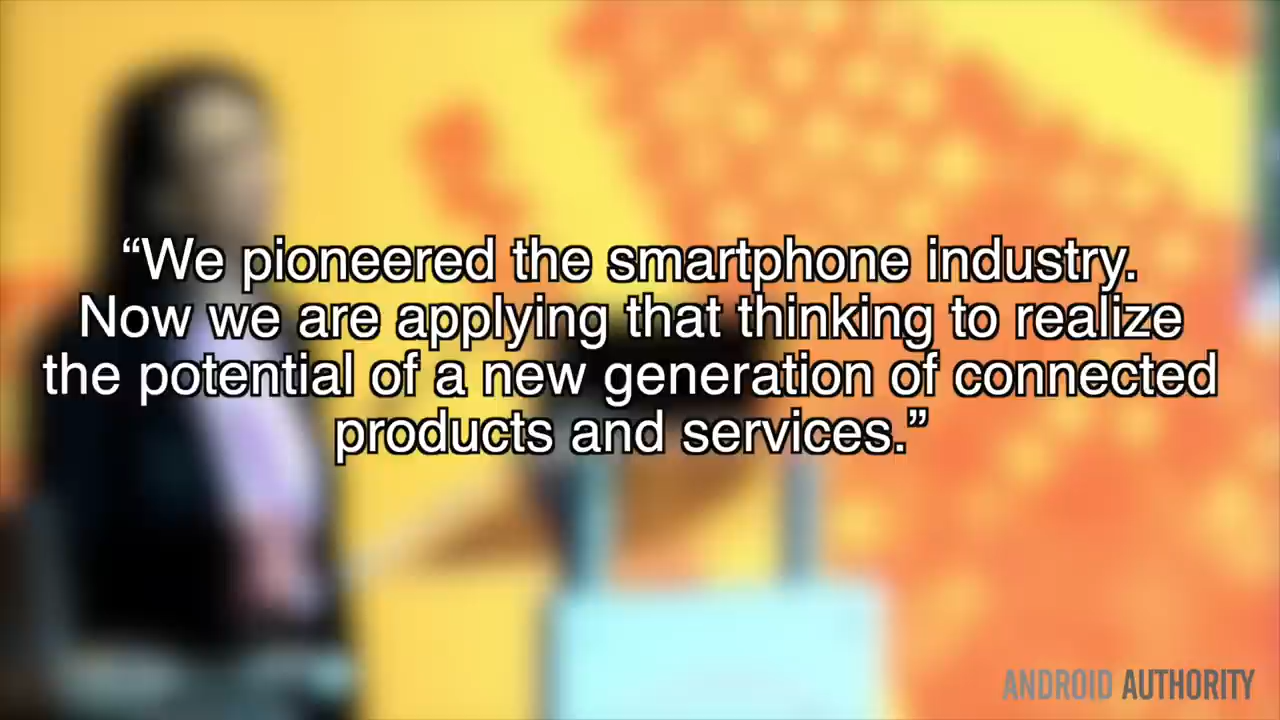 “We pioneered the smartphone industry.
Now we are applying that thinking to realize
the potential of a new generation of connected
products and services.”
ANDROID AUTHORITY